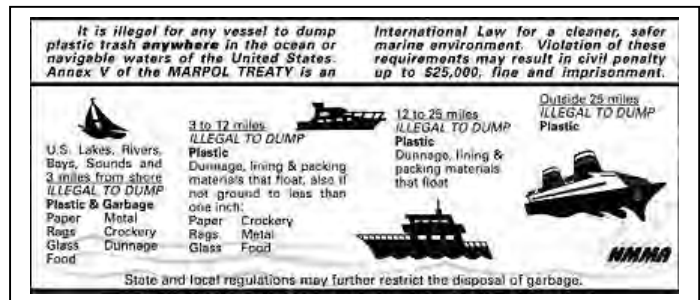 It is illegal for any vessel to dump
plastic trash anywhere in the ocean or
navigable waters of the United States.
Annex V of the MARPOL TREATY is an
International Law for a cleaner, safer
marine environment. Violation of these
requirements may result in civil penalty
up to $25,000, fine and imprisonment.
U.S. Lakes, Rivers,
Bays, Sounds and
3 miles from shore
ILLEGAL TO DUMP
Plastic & Garbage
Paper Metal
Rags Crockery
Glass Dunnage
Food
3 to 12 miles
ILLEGAL TO DUMP
Plastic
Dunnage, lining & packing
materials that float, also if
not ground to less than
one inch:
Paper Crockery
Rags Metal
Glass Food
12 to 25 miles
ILLEGAL TO DUMP
Plastic
Dunnage, lining &
packing materials
that float
Outside 25 miles
ILLEGAL TO DUMP
Plastic
NMMA
State and local regulations may further restrict the disposal of garbage.